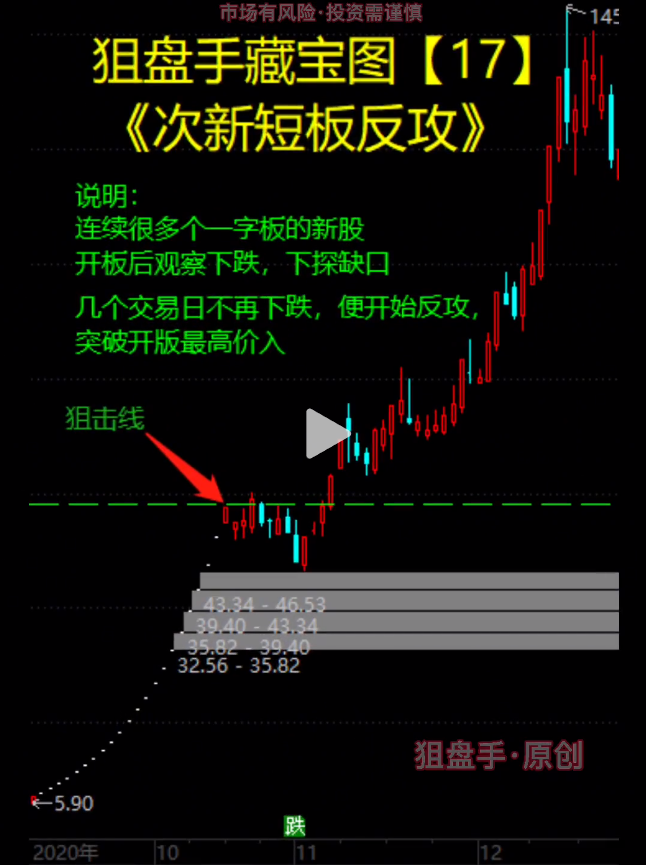 市场有风险·投资需谨慎
145
狙盘手藏宝图【17】
《次新短板反攻》
说明:
连续很多个一字板的新股
开板后观察下跌，下探缺口
几个交易日不再下跌，便开始反攻，
突破开版最高价入
狙击线
43.34 - 46.53
39.40 - 43.34
35.82 - 39.40
32.56 - 35.82
狙盘手·原创
5.90
跌
2020年 10 11 12